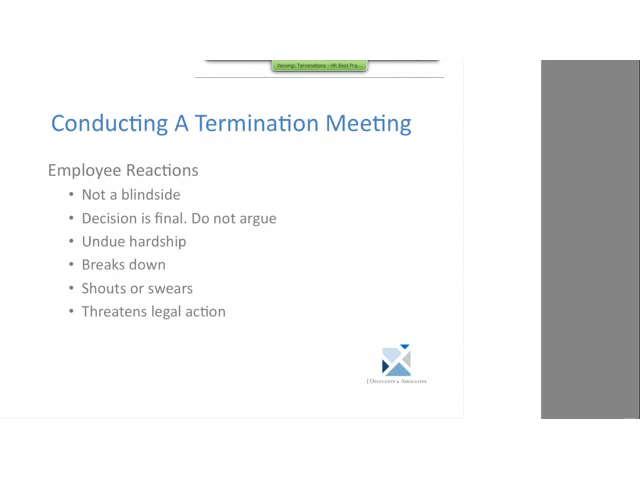 Viewing: Terminations - HR Best Pra...
Conducting A Termination Meeting
Employee Reactions
• Not a blindside
• Decision is final. Do not argue
• Undue hardship
• Breaks down
• Shouts or swears
• Threatens legal action
& Associates